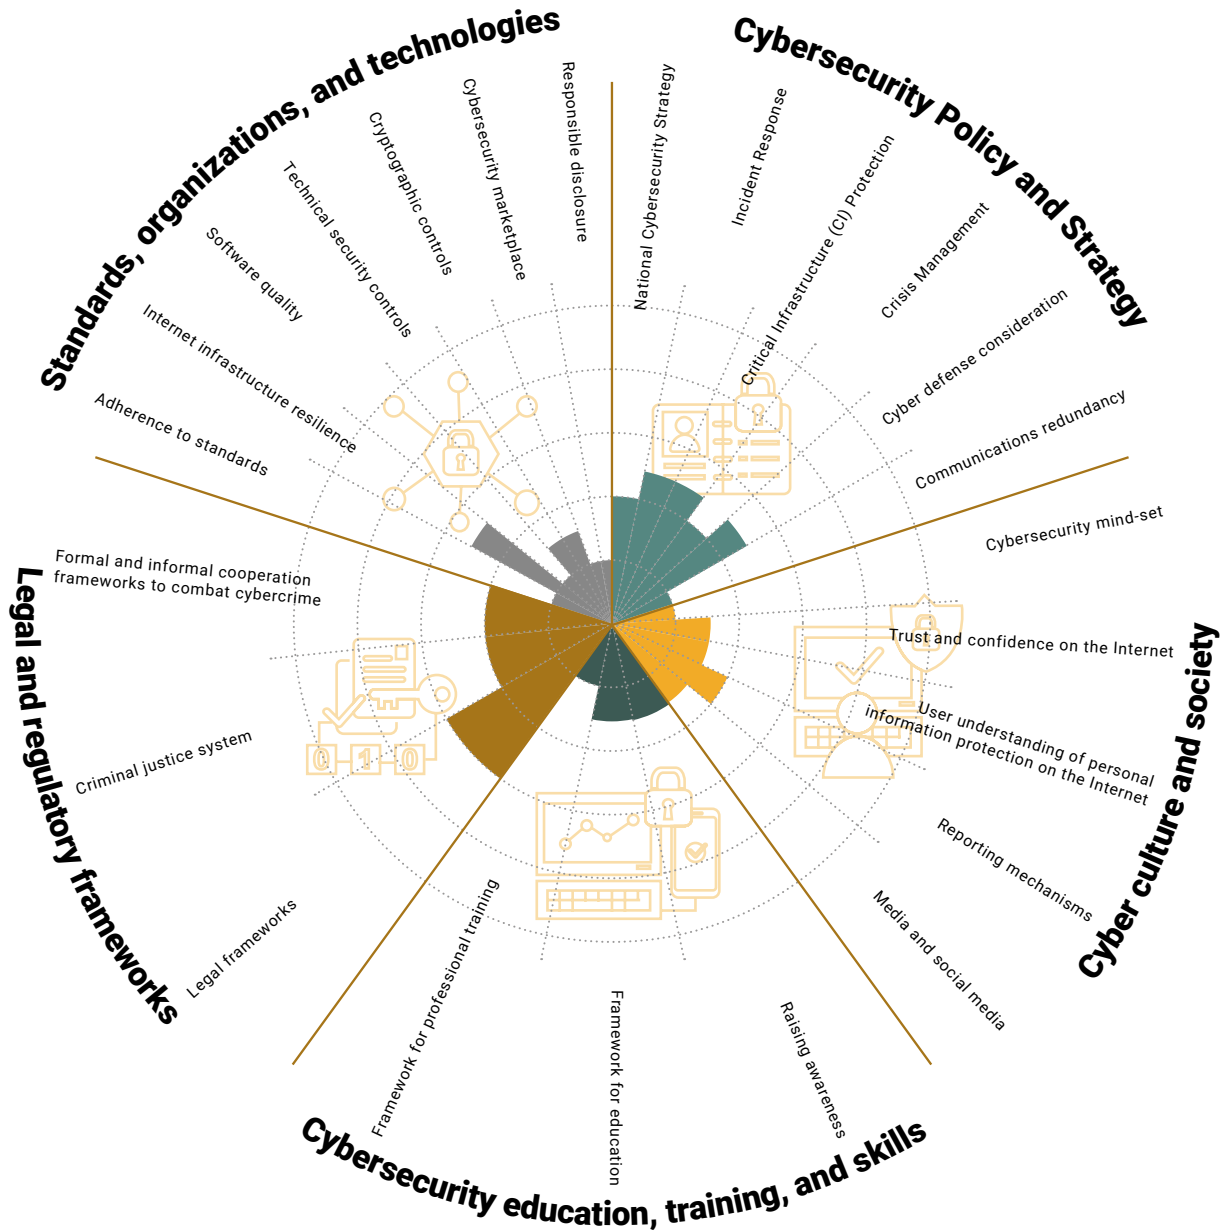 Standards, organizations, and technologies
Responsible disclosure
Cybersecurity marketplace
Cryptographic controls
Technical security controls
Software quality
Internet infrastructure resilience
Adherence to standards
Cybersecurity Policy and Strategy
National Cybersecurity Strategy
Incident Response
Critical Infrastructure (CI) Protection
Crisis Management
Cyber defense consideration
Communications redundancy
Cyber culture and society
Cybersecurity mind-set
Trust and confidence on the Internet
User understanding of personal
information protection on the Internet
Reporting mechanisms
Media and social media
Cybersecurity education, training, and skills
Raising awareness
Framework for education
Framework for professional training
Legal and regulatory frameworks
Legal frameworks
Criminal justice system
Formal and informal cooperation
frameworks to combat cybercrime
0 1 0